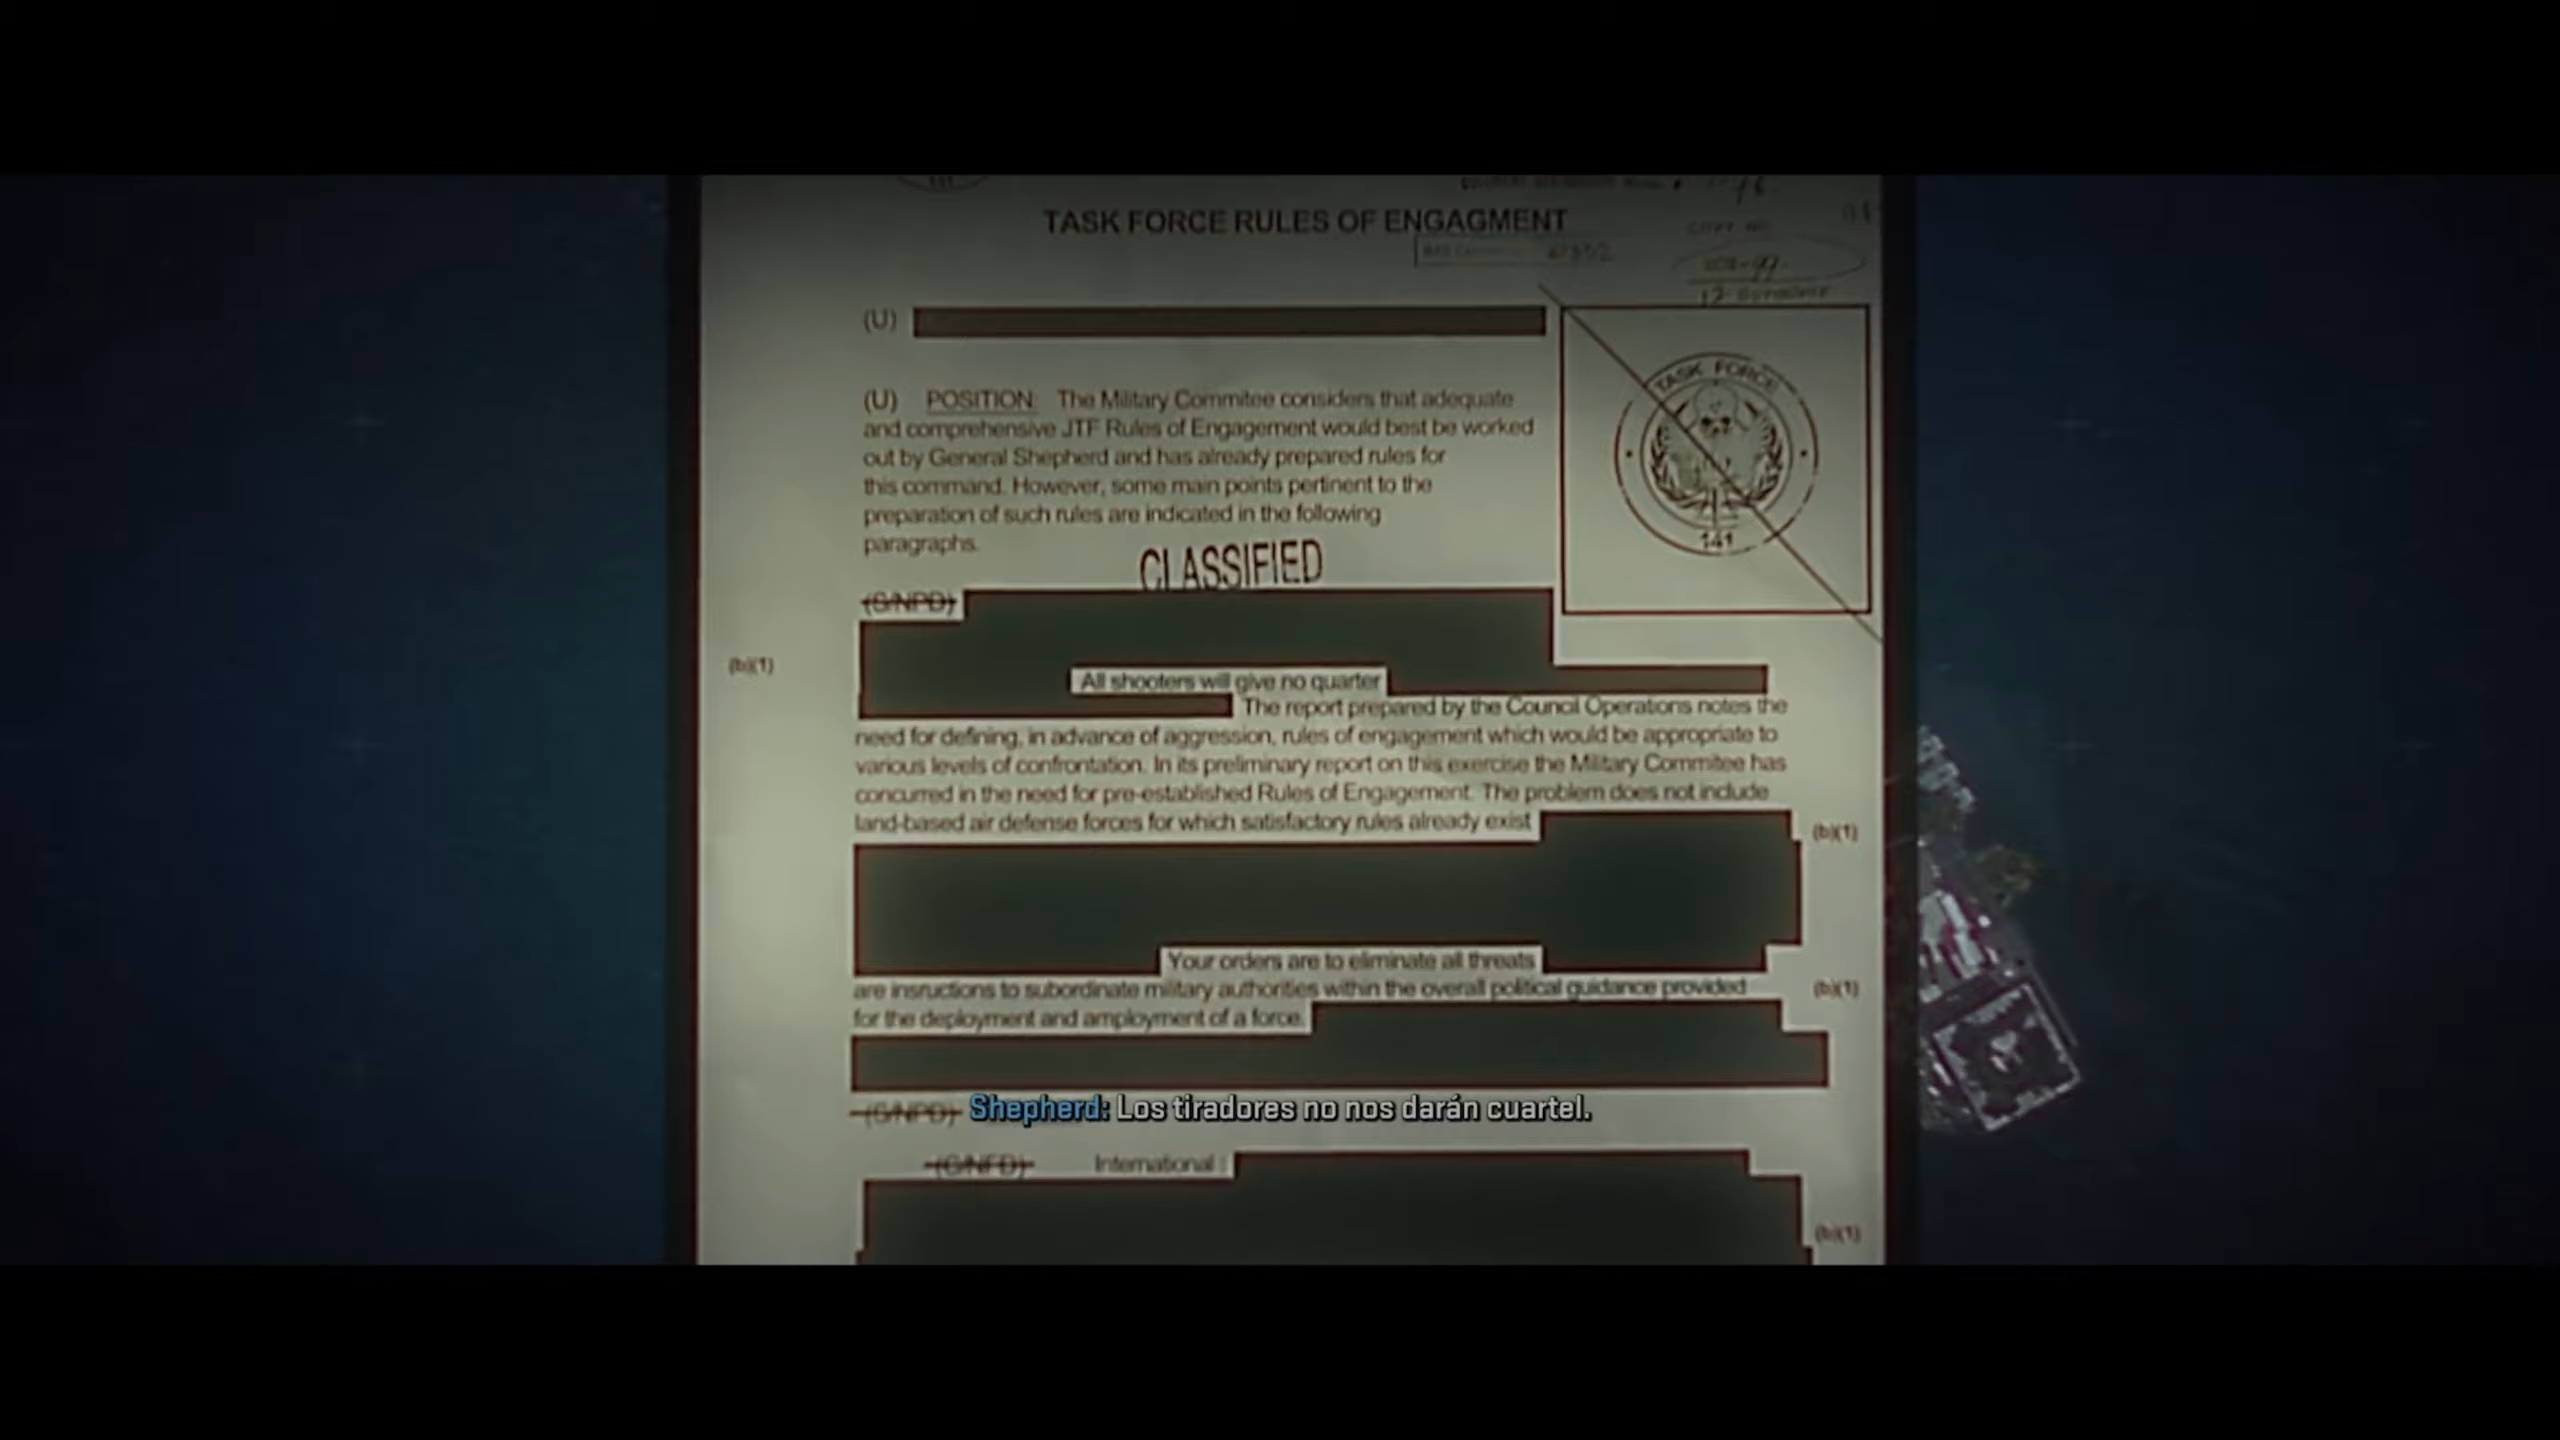 TASK FORCE RULES OF ENGAGMENT
(U)
(U) POSITION: The Military Commitee considers that adequate
and comprehensive JTF Rules of Engagement would best be worked
out by General Shepherd and has already prepared rules for
this command. However, some main points pertinent to the
preparation of such rules are indicated in the following
paragraphs.
TASK FORCE
141
CLASSIFIED
(b)(1)
All shooters will give no quarter
The report prepared by the Council Operations notes the
need for defining, in advance of aggression, rules of engagement which would be appropriate to
various levels of confrontation. In its preliminary report on this exercise the Military Commitee has
concurred in the need for pre-established Rules of Engagement. The problem does not include
land-based air defense forces for which satisfactory rules already exist
(b)(1)
Your orders are to eliminate all threats
are insructions to subordinate military authorities within the overall political guidance provided
(b)(1)
for the deployment and amployment of a force.
Shepherd: Los tiradores no nos darán cuartel.
International :
(b)(1)